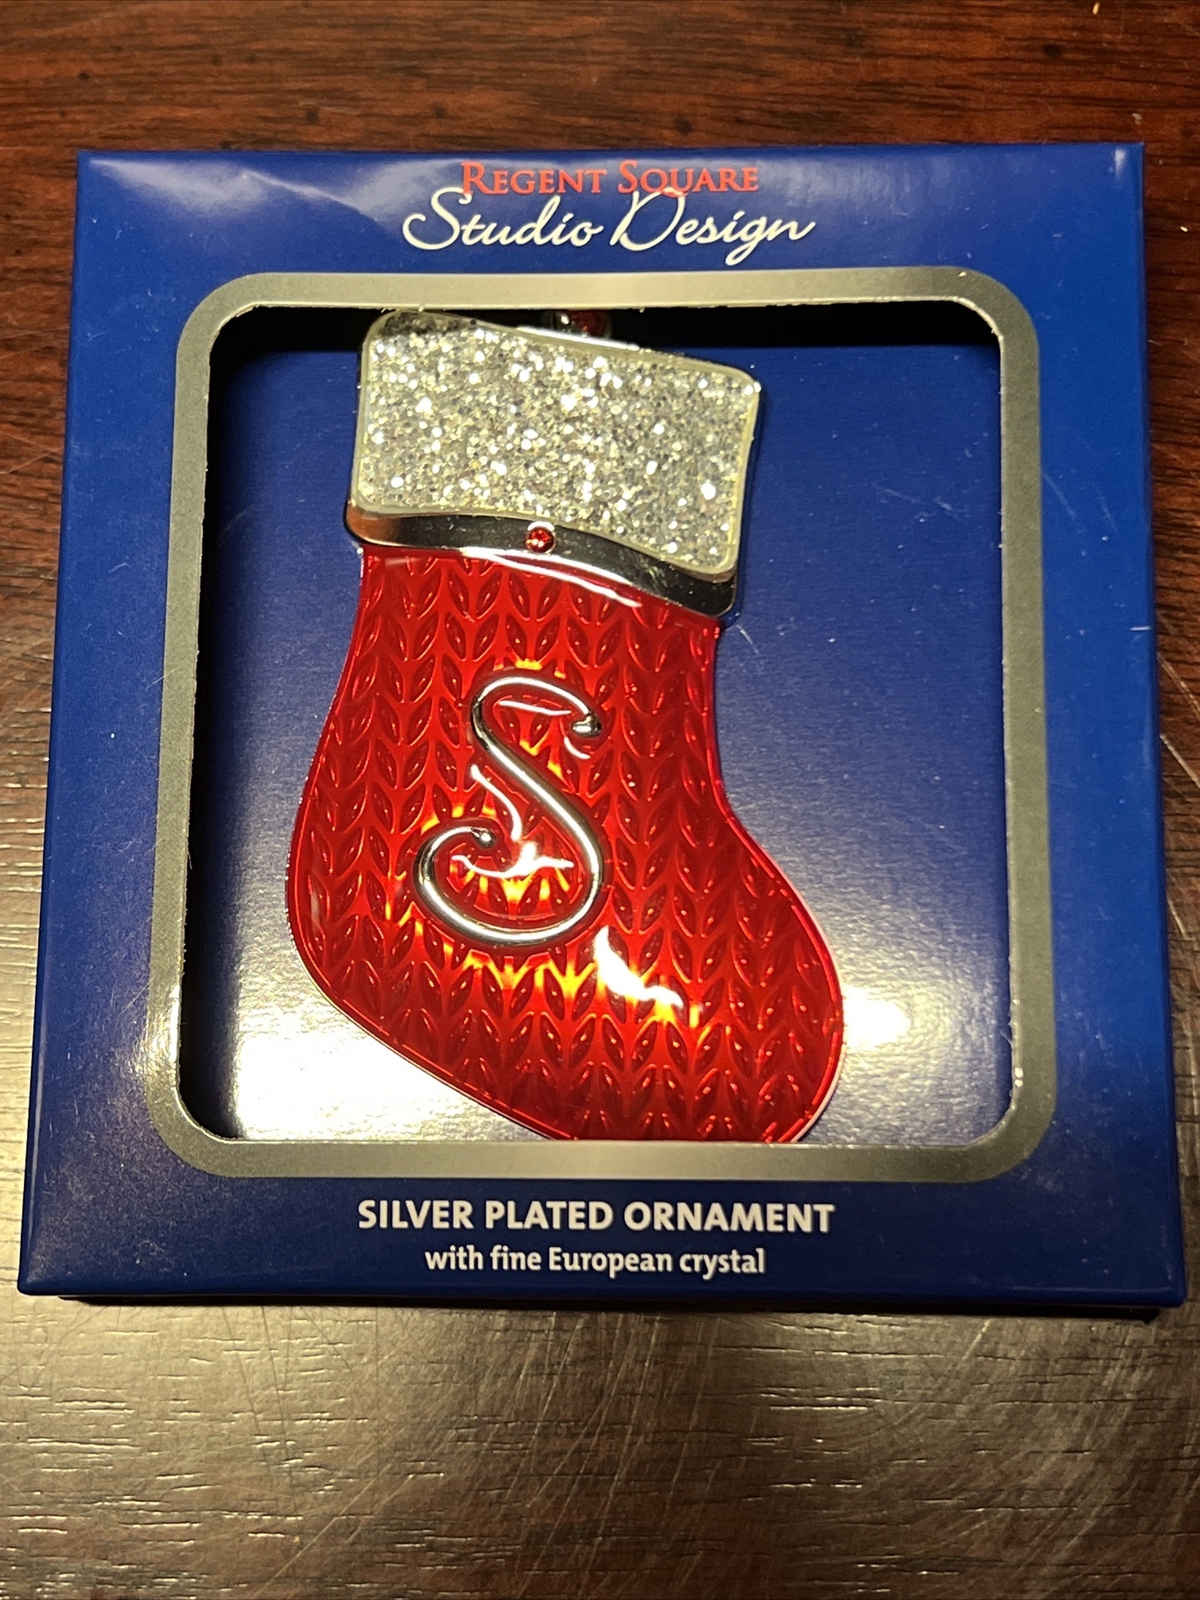 REGENT SQUARE
Studio Design
S
SILVER PLATED ORNAMENT
with fine European crystal